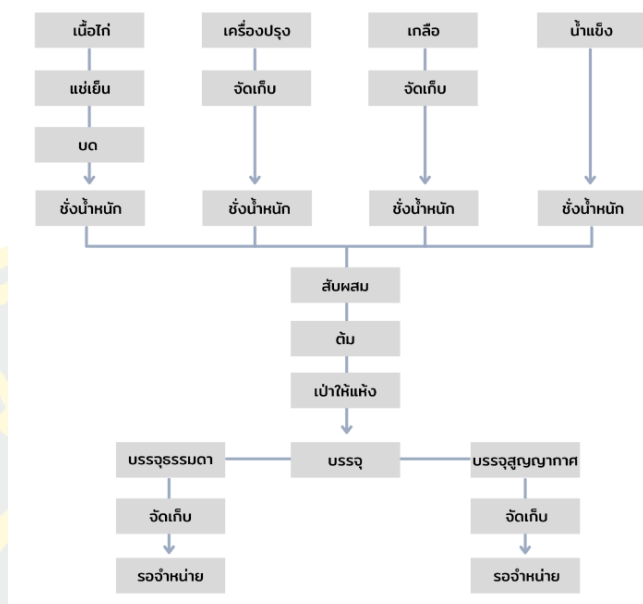 เนื้อไก่
เครื่องปรุง
เกลือ
น้ำแข็ง
แช่เย็น
จัดเก็บ
จัดเก็บ
บด
ชั่งน้ำหนัก
ชั่งน้ำหนัก
ชั่งน้ำหนัก
ชั่งน้ำหนัก
สับผสม
ต้ม
เป่าให้แห้ง
บรรจุธรรมดา
บรรจุ
บรรจุสูญญากาศ
จัดเก็บ
จัดเก็บ
รอจำหน่าย
รอจำหน่าย